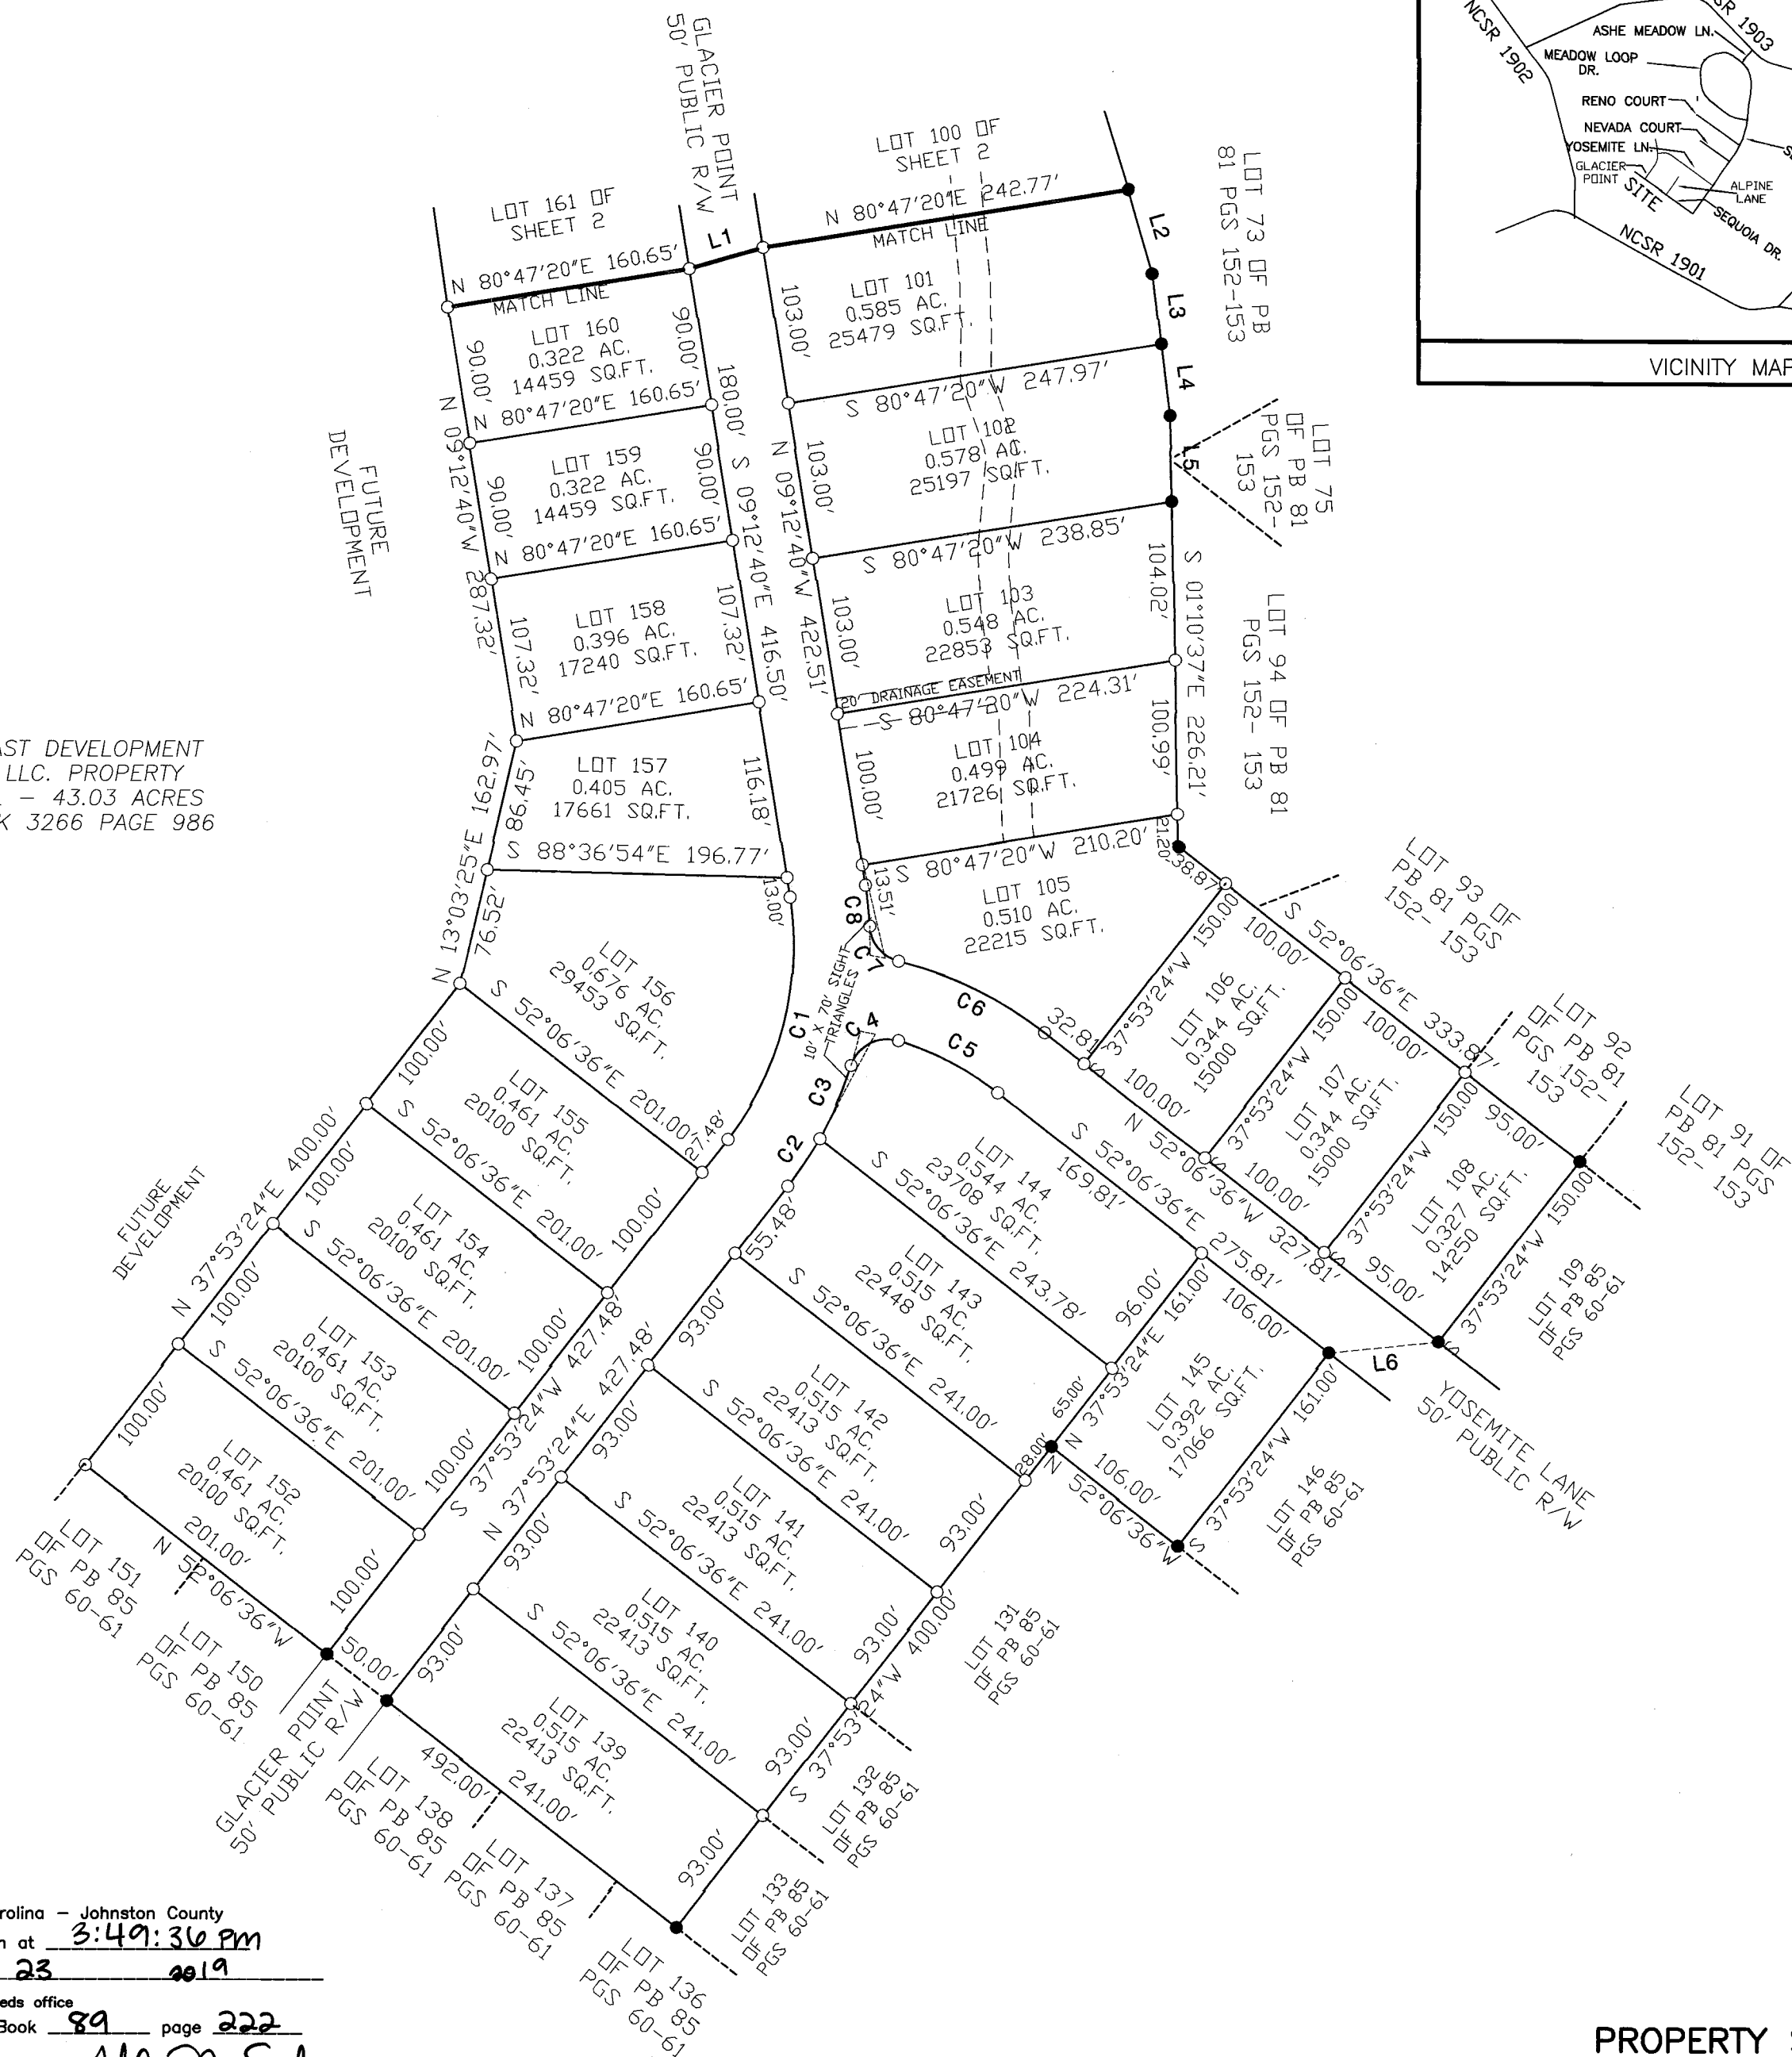 GLACIER POINT
50' PUBLIC R/W
LOT 161 OF
SHEET 2
N 80°47'20"E 160.65'
MATCH LINE
L1
LOT 100 OF
SHEET 2
N 80°47'20"E 242.77'
MATCH LINE
L2
L3
L4
L5
LOT 73 OF PB
81 PGS 152-153
LOT 75
OF PB 81
PGS 152-
153
LOT 94 OF PB 81
PGS 152- 153
S 01°10'37"E 226.21'
104.02'
100.99'
21.20'
38.87'
NCSR 1902
SR 1903
ASHE MEADOW LN.
MEADOW LOOP
DR.
RENO COURT
NEVADA COURT
YOSEMITE LN.
GLACIER
POINT
SITE
ALPINE
LANE
SEQUOIA DR.
NCSR 1901
VICINITY MAP
LOT 160
0.322 AC.
14459 SQ.FT.
90.00'
90.00'
N 80°47'20"E 160.65'
LOT 159
0.322 AC.
14459 SQ.FT.
90.00'
90.00'
N 80°47'20"E 160.65'
LOT 158
0.396 AC.
17240 SQ.FT.
107.32'
107.32'
N 80°47'20"E 160.65'
N 09°12'40"W 287.32'
FUTURE
DEVELOPMENT
180.00'
S 09°12'40"E 416.50'
N 09°12'40"W 422.51'
LOT 101
0.585 AC.
25479 SQ.FT.
103.00'
S 80°47'20"W 247.97'
LOT 102
0.578 AC.
25197 SQ.FT.
103.00'
S 80°47'20"W 238.85'
LOT 103
0.548 AC.
22853 SQ.FT.
103.00'
20' DRAINAGE EASEMENT
S 80°47'20"W 224.31'
LOT 104
0.499 AC.
21726 SQ.FT.
100.00'
S 80°47'20"W 210.20'
LOT 105
0.510 AC.
22215 SQ.FT.
13.51'
C8
C7
C6
32.81'
AST DEVELOPMENT
LLC. PROPERTY
- 43.03 ACRES
K 3266 PAGE 986
LOT 157
0.405 AC.
17661 SQ.FT.
N 13°03'25"E 162.97'
86.45'
116.18'
S 88°36'54"E 196.77'
13.00'
76.52'
LOT 156
0.676 AC.
29453 SQ.FT.
S 52°06'36"E 201.00'
27.48'
C1
10' X 70' SIGHT
TRIANGLES
C4
C5
C3
C2
LOT 155
0.461 AC.
20100 SQ.FT.
100.00'
100.00'
S 52°06'36"E 201.00'
LOT 154
0.461 AC.
20100 SQ.FT.
100.00'
100.00'
S 52°06'36"E 201.00'
LOT 153
0.461 AC.
20100 SQ.FT.
100.00'
100.00'
S 52°06'36"E 201.00'
LOT 152
0.461 AC.
20100 SQ.FT.
100.00'
100.00'
201.00'
N 52°06'36"W
N 37°53'24"E 400.00'
FUTURE
DEVELOPMENT
S 37°53'24"W 427.48'
N 37°53'24"E 427.48'
LOT 93 OF
PB 81 PGS
152- 153
S 52°06'36"E 333.87'
LOT 106
0.344 AC.
15000 SQ.FT.
S 37°53'24"W 150.00'
100.00'
100.00'
LOT 107
0.344 AC.
15000 SQ.FT.
S 37°53'24"W 150.00'
100.00'
100.00'
LOT 108
0.327 AC.
14250 SQ.FT.
S 37°53'24"W 150.00'
95.00'
95.00'
S 37°53'24"W 150.00'
N 52°06'36"W 327.81'
LOT 92
OF PB 81
PGS 152-
153
LOT 91 OF
PB 81 PGS
152-
153
LOT 109
OF PB 85
PGS 60-61
L6
YOSEMITE LANE
50' PUBLIC R/W
S 52°06'36"E 275.81'
169.81'
106.00'
LOT 144
0.544 AC.
23708 SQ.FT.
S 52°06'36"E 243.78'
96.00'
LOT 143
0.515 AC.
22448 SQ.FT.
55.48'
65.00'
28.00'
N 37°53'24"E 161.00'
S 52°06'36"E 241.00'
LOT 145
0.392 AC.
17066 SQ.FT.
106.00'
N 52°06'36"W
S 37°53'24"W 161.00'
LOT 146
OF PB 85
PGS 60-61
LOT 142
0.515 AC.
22413 SQ.FT.
93.00'
93.00'
S 52°06'36"E 241.00'
LOT 141
0.515 AC.
22413 SQ.FT.
93.00'
93.00'
S 52°06'36"E 241.00'
LOT 140
0.515 AC.
22413 SQ.FT.
93.00'
93.00'
S 52°06'36"E 241.00'
LOT 139
0.515 AC.
22413 SQ.FT.
93.00'
93.00'
241.00'
492.00'
50.00'
S 37°53'24"W 400.00'
LOT 131
OF PB 85
PGS 60-61
LOT 132
OF PB 85
PGS 60-61
LOT 133
OF PB 85
PGS 60-61
LOT 151
OF PB 85
PGS 60-61
LOT 150
OF PB 85
PGS 60-61
GLACIER POINT
50' PUBLIC R/W
LOT 138
OF PB 85
PGS 60-61
LOT 137
OF PB 85
PGS 60-61
LOT 136
OF PB 85
PGS 60-61
rolina - Johnston County
n at 3:49:36 PM
23 2019
eds office
Book 89 page 222
PROPERTY